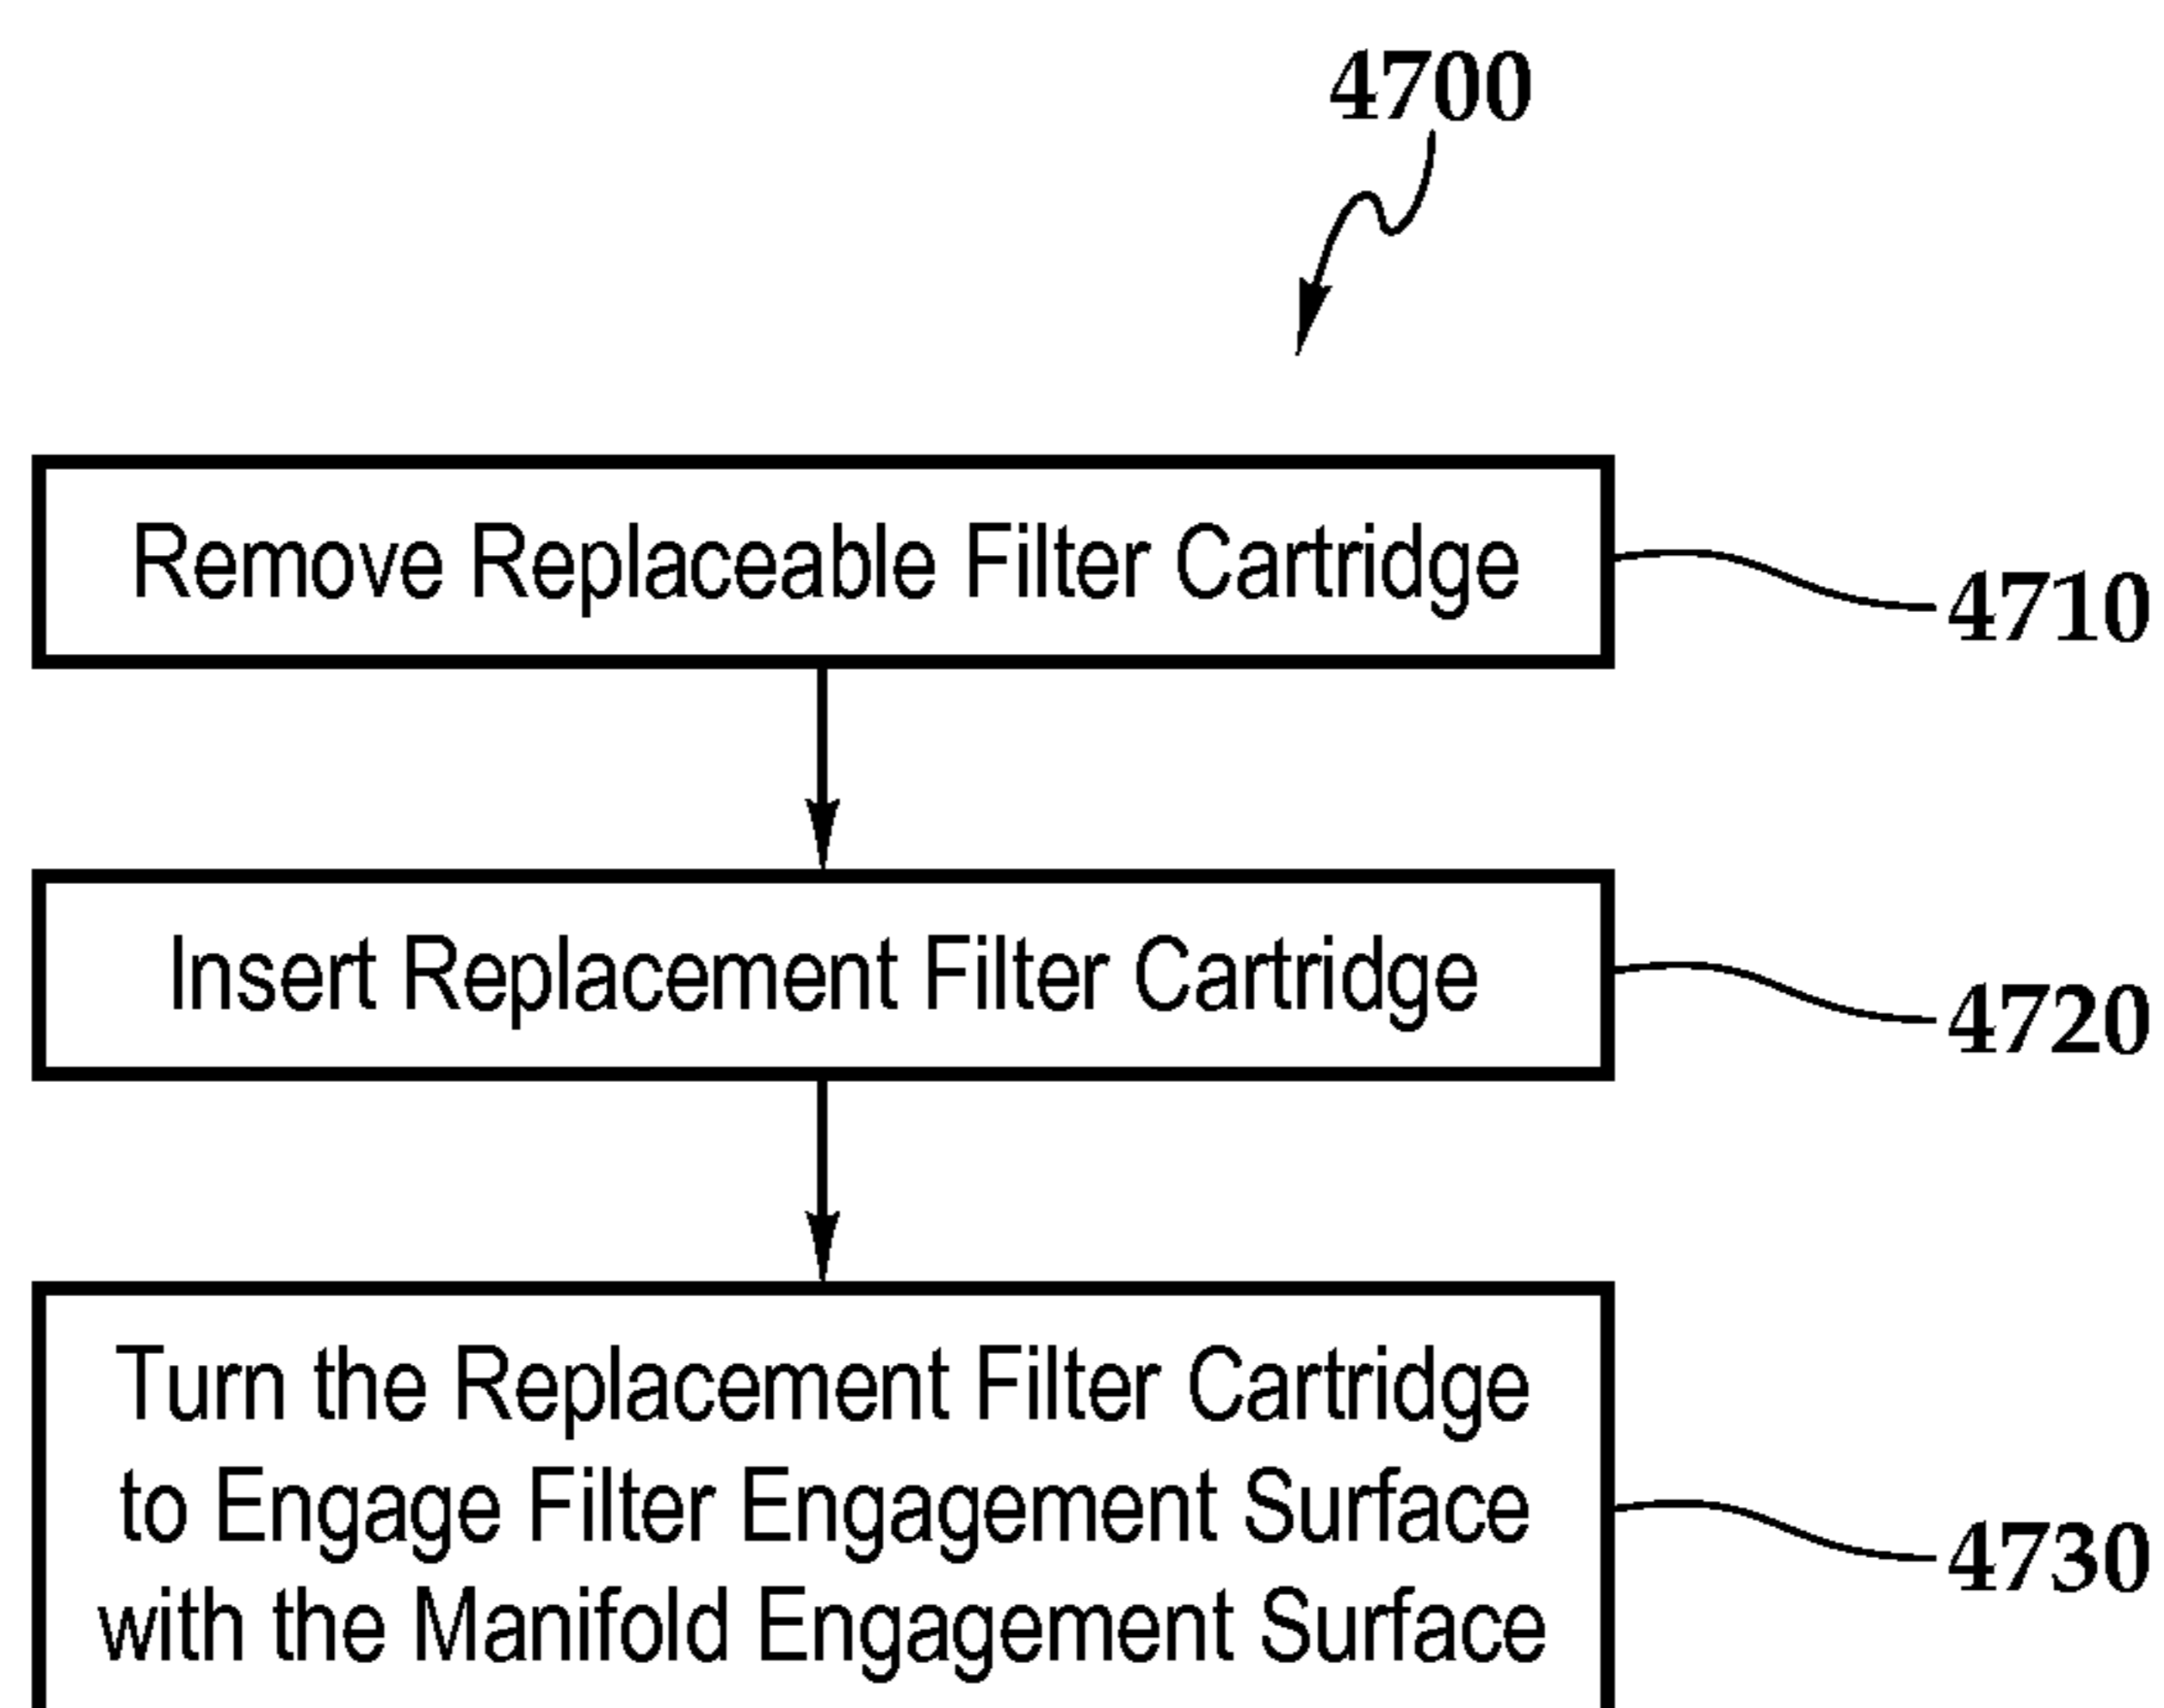 4700
Remove Replaceable Filter Cartridge
4710
Insert Replacement Filter Cartridge
4720
Turn the Replacement Filter Cartridge
to Engage Filter Engagement Surface
with the Manifold Engagement Surface
4730